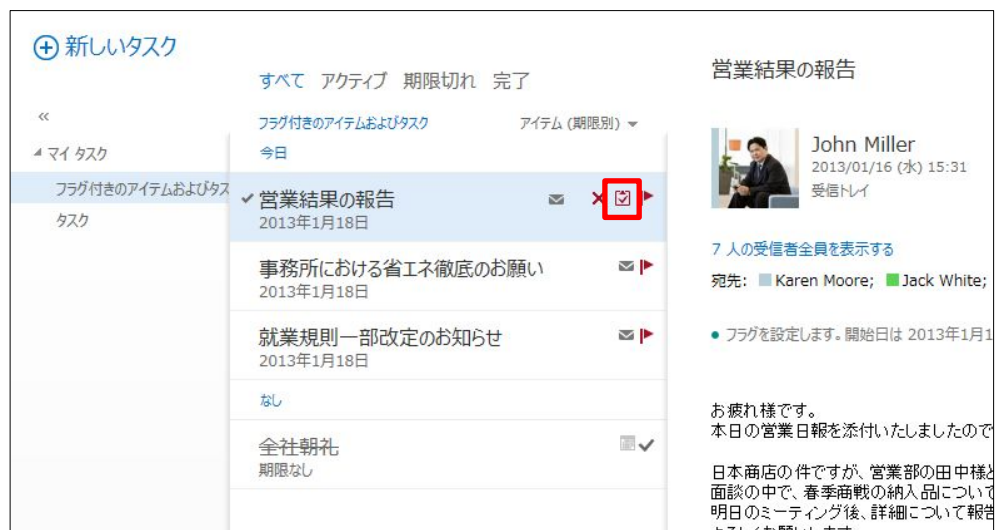 新しいタスク
«
マイ タスク
フラグ付きのアイテムおよびタス
タスク
すべて アクティブ 期限切れ 完了
フラグ付きのアイテムおよびタスク アイテム (期限別)
今日
営業結果の報告
2013年1月18日
事務所における省エネ徹底のお願い
2013年1月18日
就業規則一部改定のお知らせ
2013年1月18日
なし
全社朝礼
期限なし
営業結果の報告
John Miller
2013/01/16 (水) 15:31
受信トレイ
7 人の受信者全員を表示する
宛先: Karen Moore; Jack White;
• フラグを設定します。開始日は 2013年1月1
お疲れ様です。
本日の営業日報を添付いたしましたので
日本商店の件ですが、営業部の田中様と
面談の中で、春季商戦の納入品について
明日のミーティング後、詳細について報告